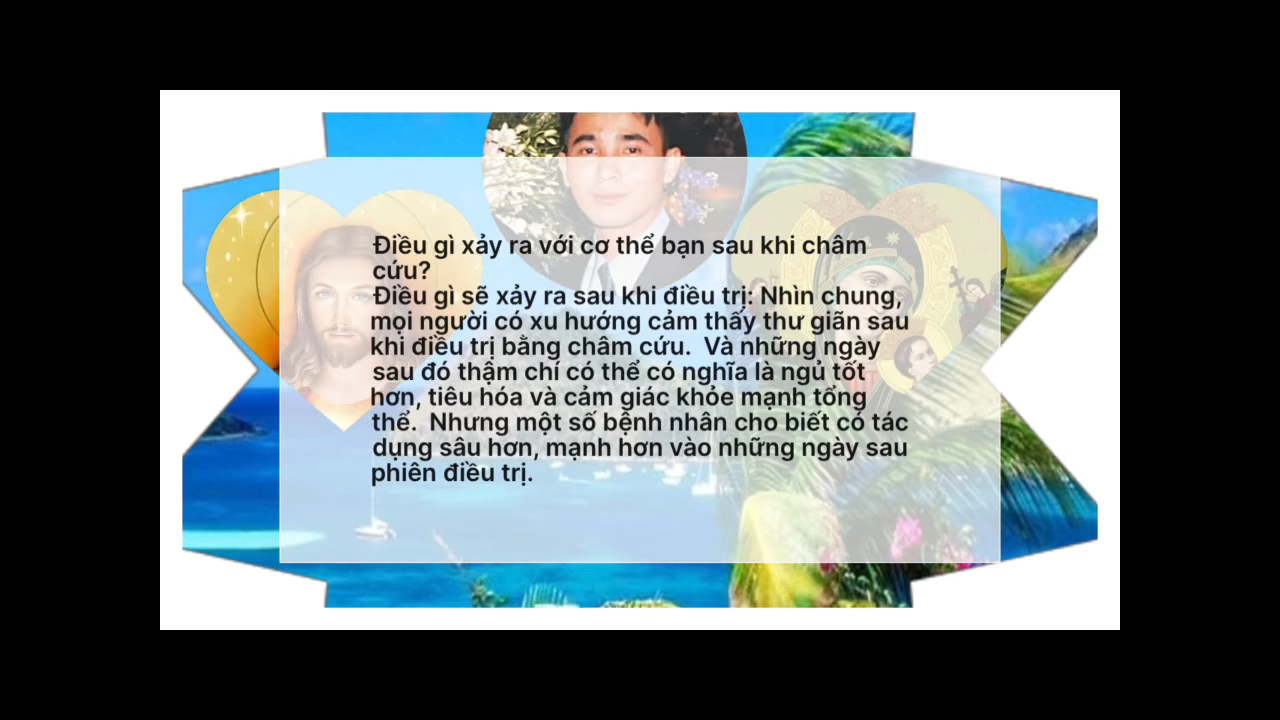 Điều gì xảy ra với cơ thể bạn sau khi châm
cứu?
Điều gì sẽ xảy ra sau khi điều trị: Nhìn chung,
mọi người có xu hướng cảm thấy thư giãn sau
khi điều trị bằng châm cứu.  Và những ngày
sau đó thậm chí có thể có nghĩa là ngủ tốt
hơn, tiêu hóa và cảm giác khỏe mạnh tổng
thể.  Nhưng một số bệnh nhân cho biết có tác
dụng sâu hơn, mạnh hơn vào những ngày sau
phiên điều trị.